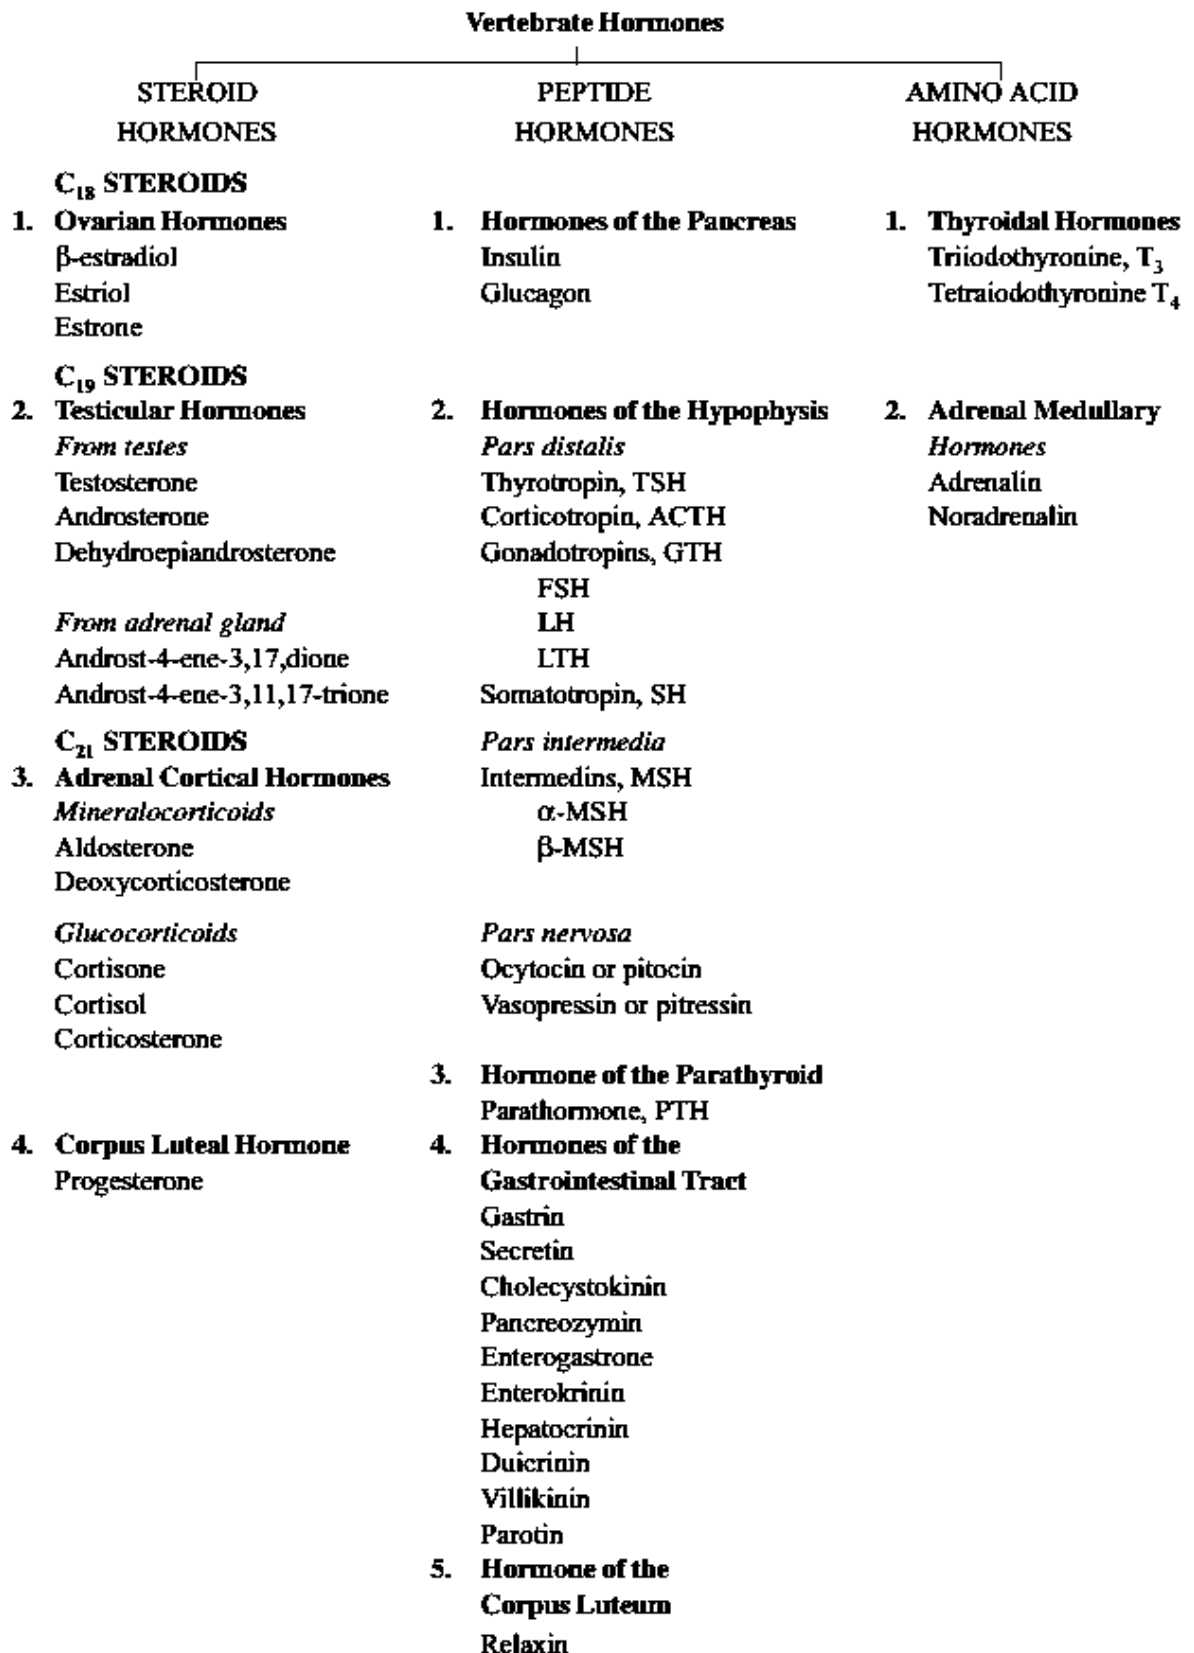 Vertebrate Hormones
STEROID
HORMONES
PEPTIDE
HORMONES
AMINO ACID
HORMONES
C₁₈ STEROIDS
1. Ovarian Hormones
β-estradiol
Estriol
Estrone
C₁₉ STEROIDS
2. Testicular Hormones
From testes
Testosterone
Androsterone
Dehydroepiandrosterone
From adrenal gland
Androst-4-ene-3,17,dione
Androst-4-ene-3,11,17-trione
C₂₁ STEROIDS
3. Adrenal Cortical Hormones
Mineralocorticoids
Aldosterone
Deoxycorticosterone
Glucocorticoids
Cortisone
Cortisol
Corticosterone
4. Corpus Luteal Hormone
Progesterone
1. Hormones of the Pancreas
Insulin
Glucagon
2. Hormones of the Hypophysis
Pars distalis
Thyrotropin, TSH
Corticotropin, ACTH
Gonadotropins, GTH
FSH
LH
LTH
Somatotropin, SH
Pars intermedia
Intermedins, MSH
α-MSH
β-MSH
Pars nervosa
Ocytocin or pitocin
Vasopressin or pitressin
3. Hormone of the Parathyroid
Parathormone, PTH
4. Hormones of the
Gastrointestinal Tract
Gastrin
Secretin
Cholecystokinin
Pancreozymin
Enterogastrone
Enterokrinin
Hepatocrinin
Duicrinin
Villikinin
Parotin
5. Hormone of the
Corpus Luteum
Relaxin
1. Thyroidal Hormones
Triiodothyronine, T₃
Tetraiodothyronine T₄
2. Adrenal Medullary
Hormones
Adrenalin
Noradrenalin